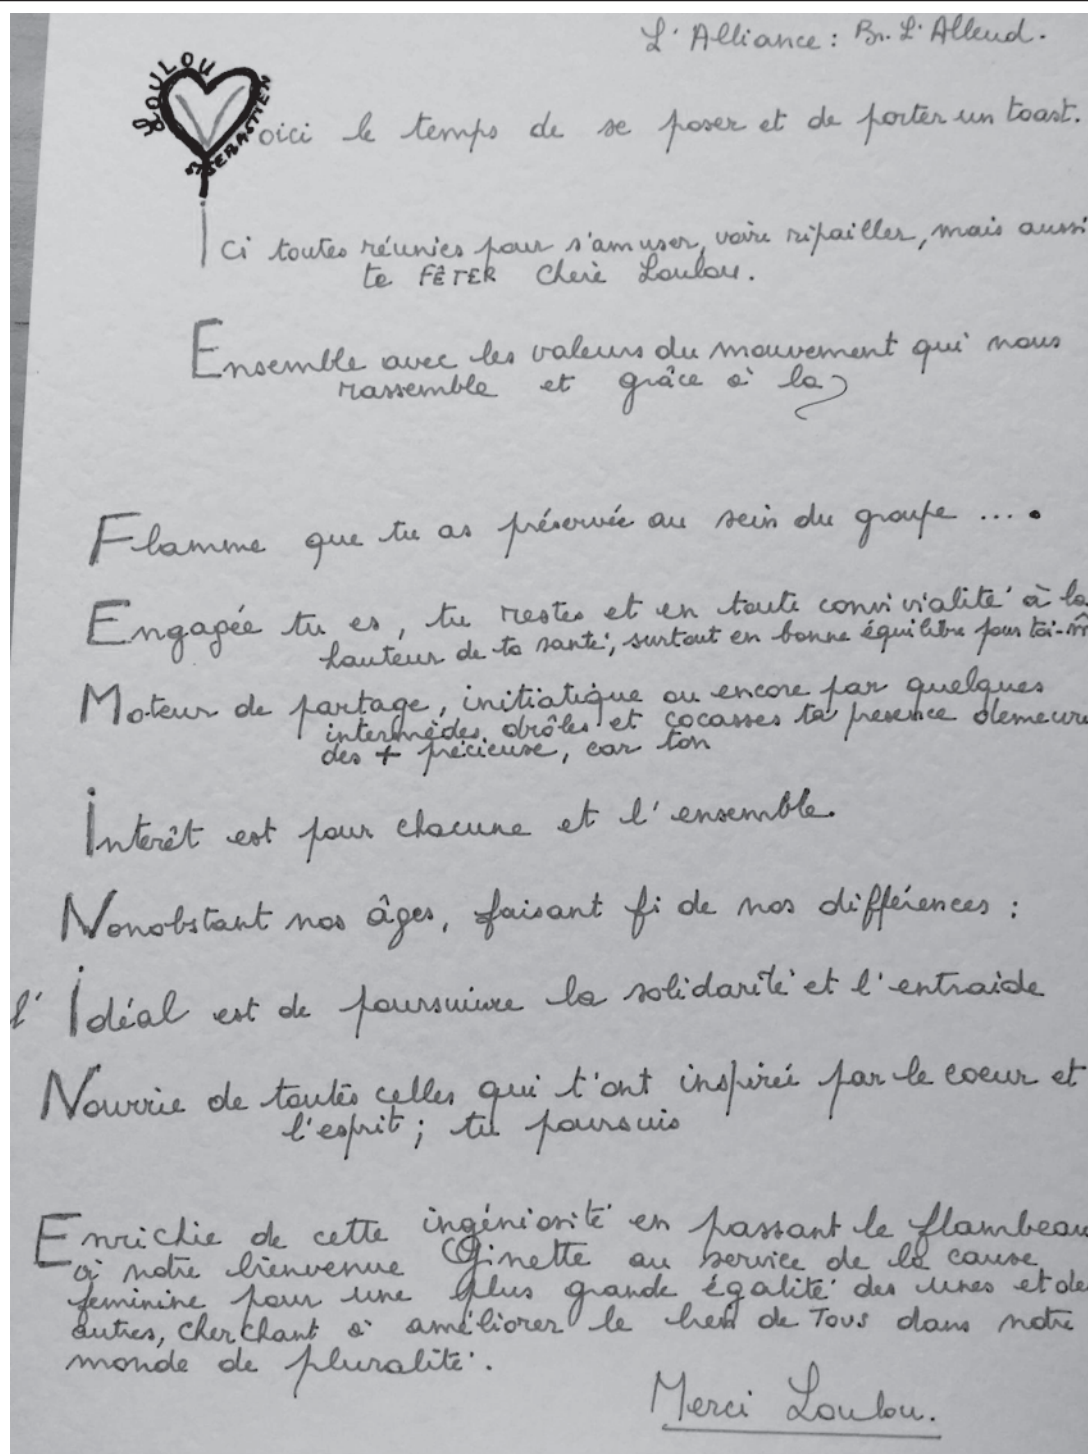 L'Alliance : Br. L'Alleud.
LOULOU
St SEBASTIEN
Voici le temps de se poser et de porter un toast.
Ici toutes réunies pour s'amuser, voire ripailler, mais aussi
te FÊTER Chère Loulou.
Ensemble avec les valeurs du mouvement qui nous
rassemble et grâce à la
Flamme que tu as préservée au sein du groupe ....
Engagée tu es, tu restes et en toute convivialité à la
hauteur de ta santé, surtout en bonne équilibre pour toi-m
Moteur de partage, initiatique ou encore par quelques
intermèdes drôles et cocasses ta présence demeure
des + précieuse, car ton
Intérêt est pour chacune et l'ensemble.
Nonobstant nos âges, faisant fi de nos différences :
l'Idéal est de poursuivre la solidarité et l'entraide
Nourrie de toutes celles qui t'ont inspirée par le coeur et
l'esprit ; tu poursuis
Enrichie de cette ingéniosité en passant le flambeau
à notre bienvenue Ginette au service de la cause
féminine pour une plus grande égalité des unes et de
autres, cherchant à améliorer le lien de Tous dans notre
monde de pluralité.
Merci Loulou.